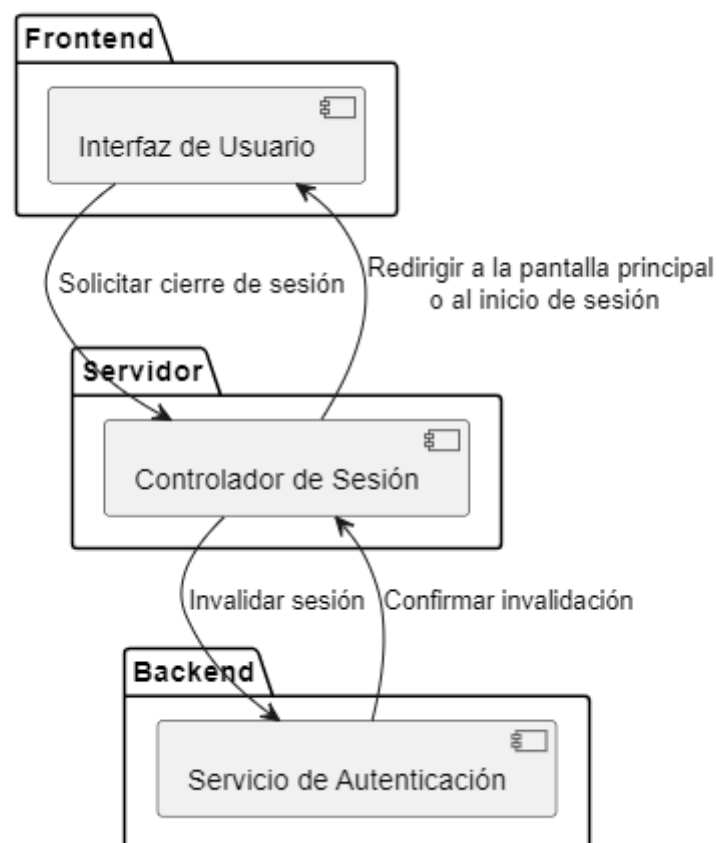 Frontend
Interfaz de Usuario
Solicitar cierre de sesión
Redirigir a la pantalla principal
o al inicio de sesión
Servidor
Controlador de Sesión
Invalidar sesión
Confirmar invalidación
Backend
Servicio de Autenticación